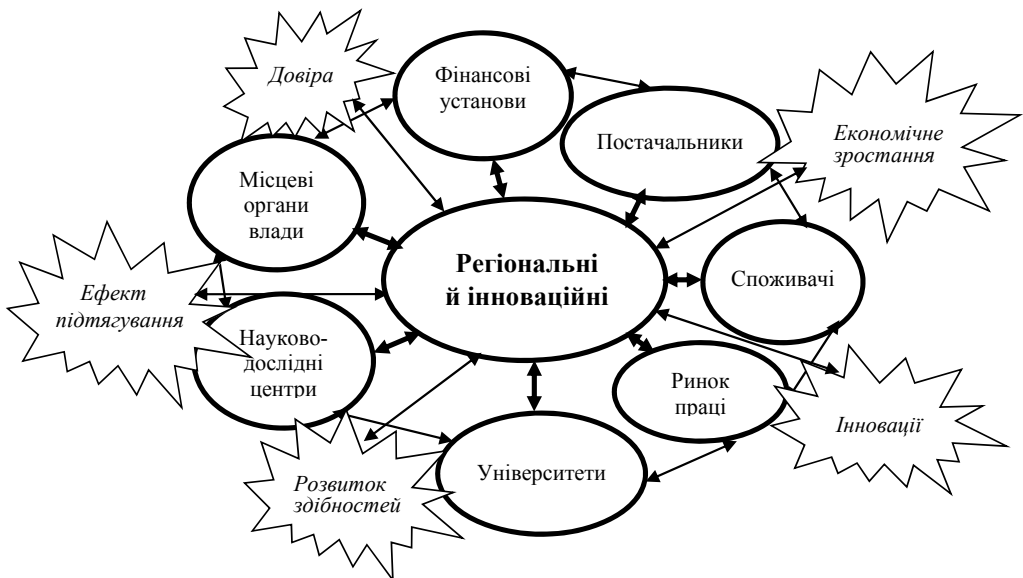 Довіра
Фінансові
установи
Постачальники
Економічне
зростання
Місцеві
органи
влади
Регіональні
й інноваційні
Споживачі
Ефект
підтягування
Науково-
дослідні
центри
Ринок
праці
Інновації
Університети
Розвиток
здібностей